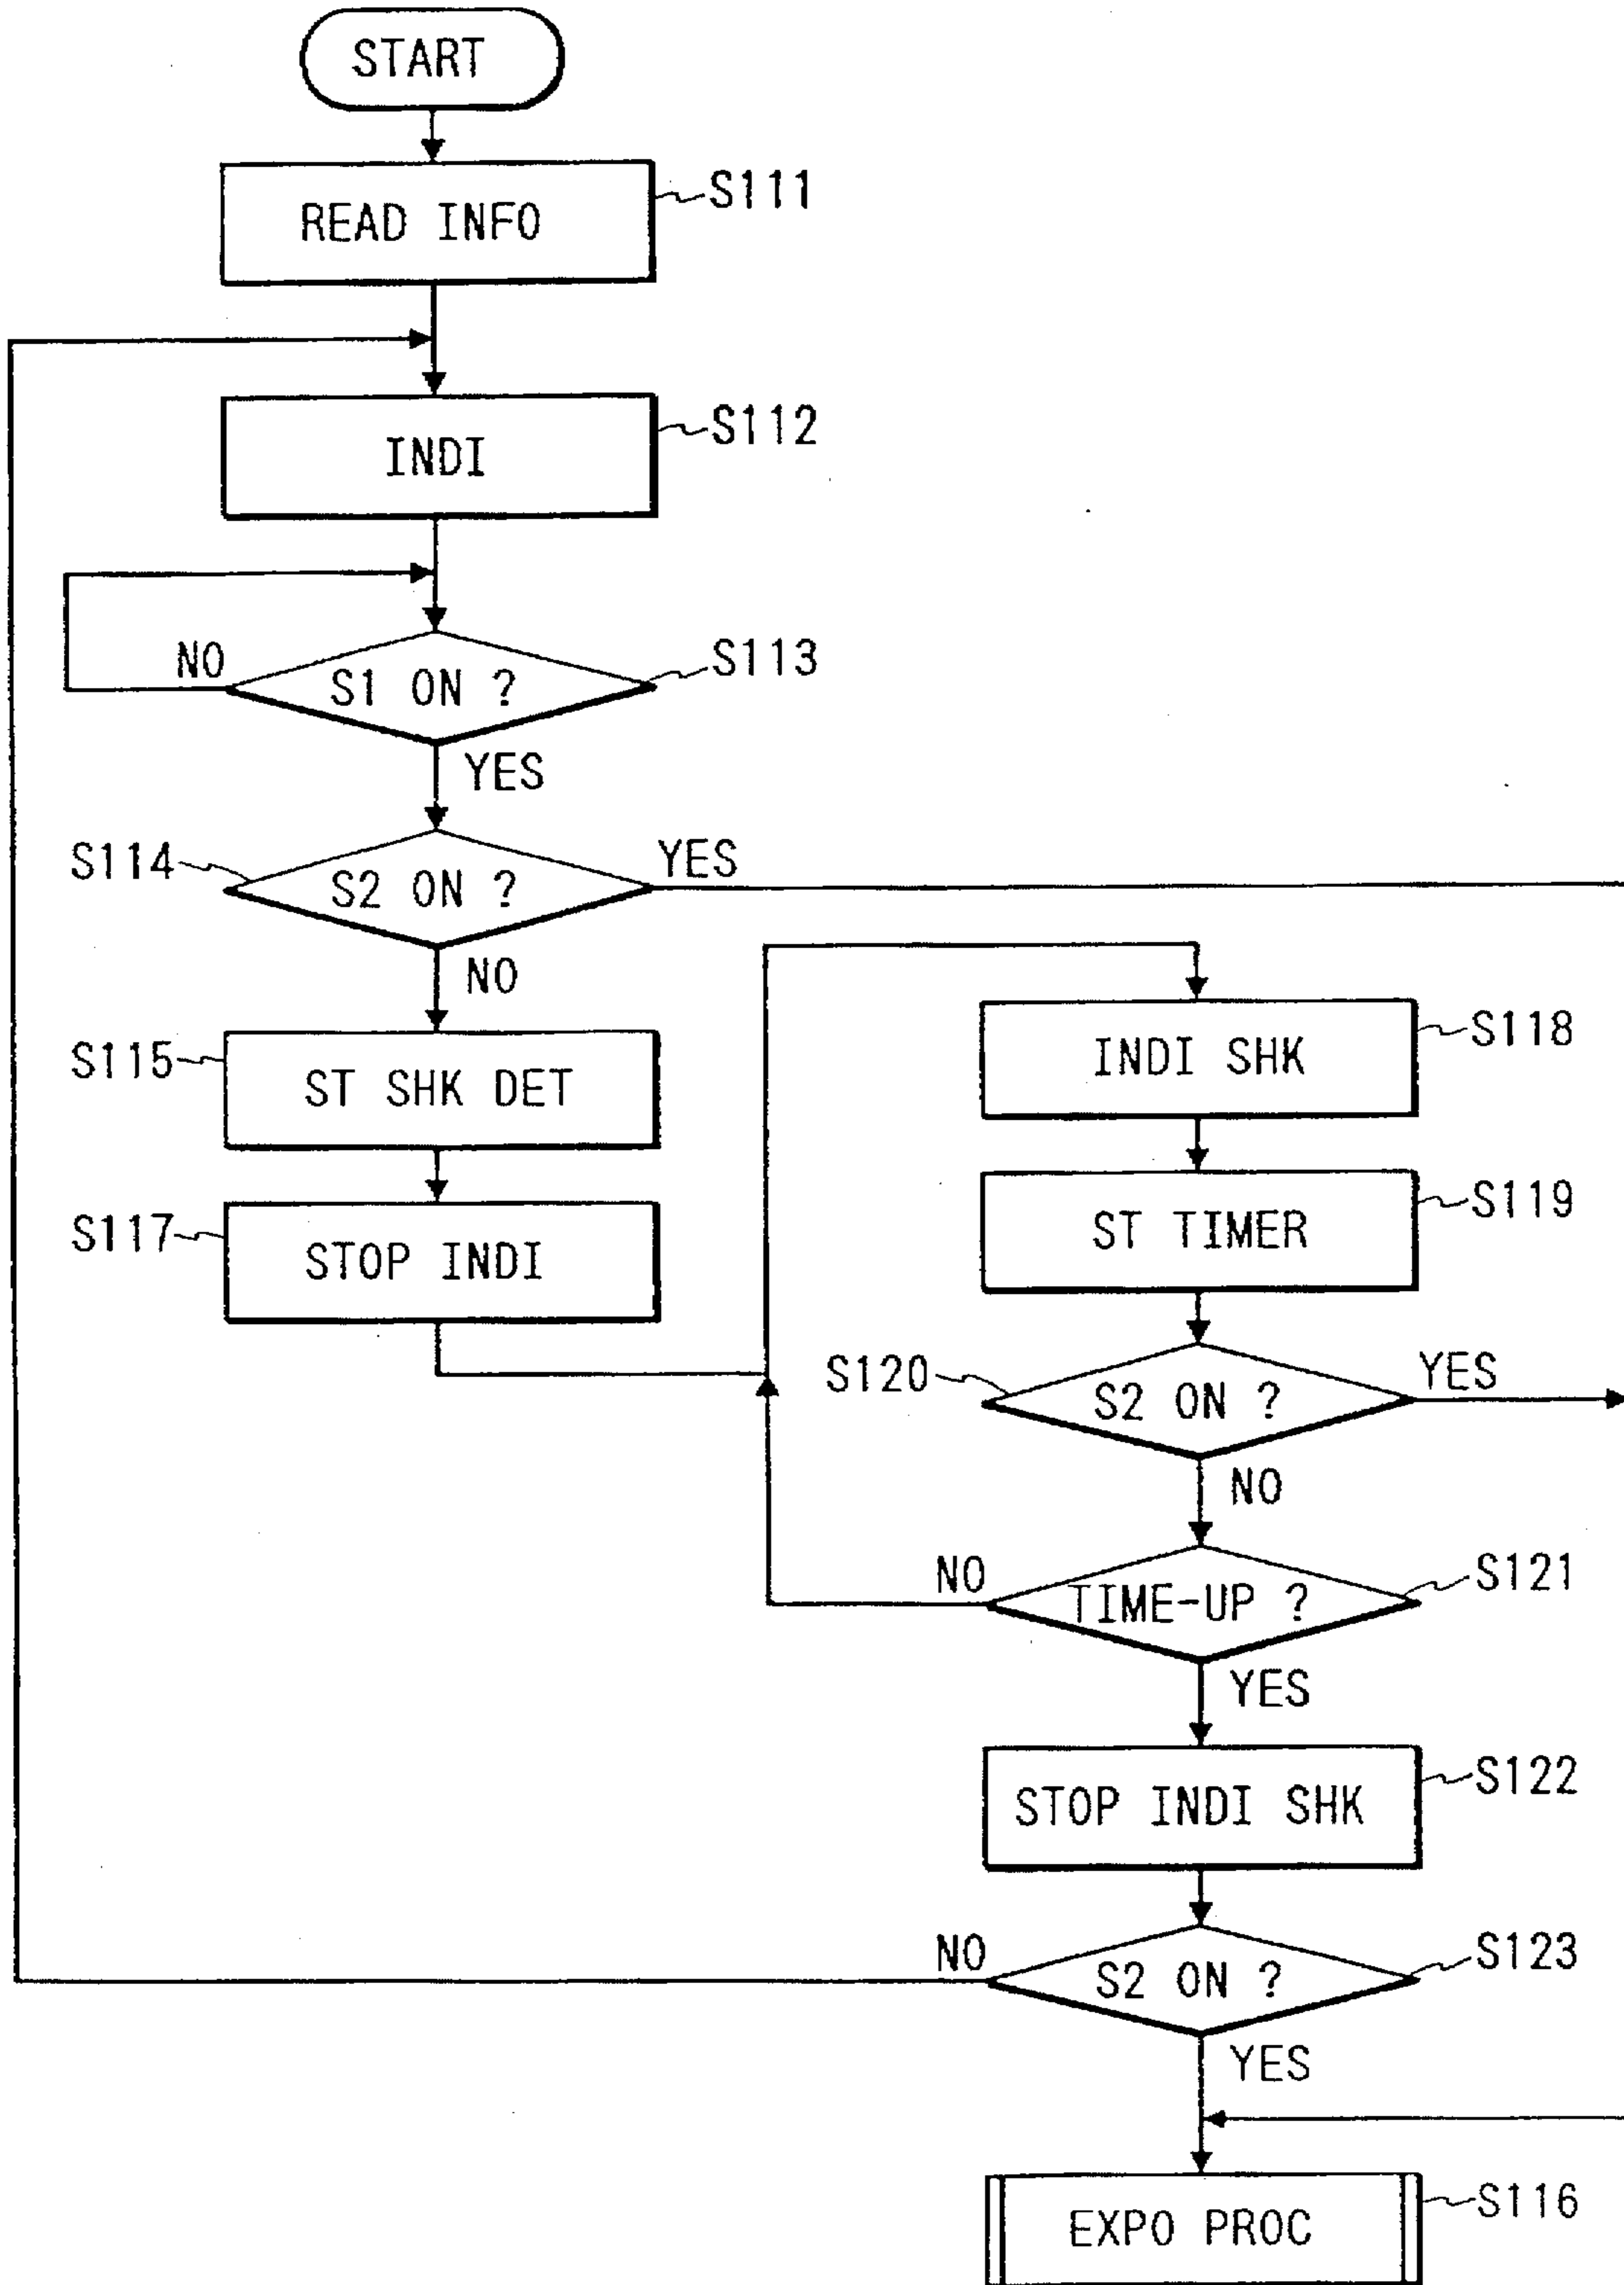 START
READ INFO
S111
INDI
S112
S1 ON ?
S113
NO
YES
S114
S2 ON ?
YES
NO
S115
ST SHK DET
S117
STOP INDI
INDI SHK
S118
ST TIMER
S119
S120
S2 ON ?
YES
NO
TIME-UP ?
S121
NO
YES
STOP INDI SHK
S122
S2 ON ?
S123
NO
YES
EXPO PROC
S116